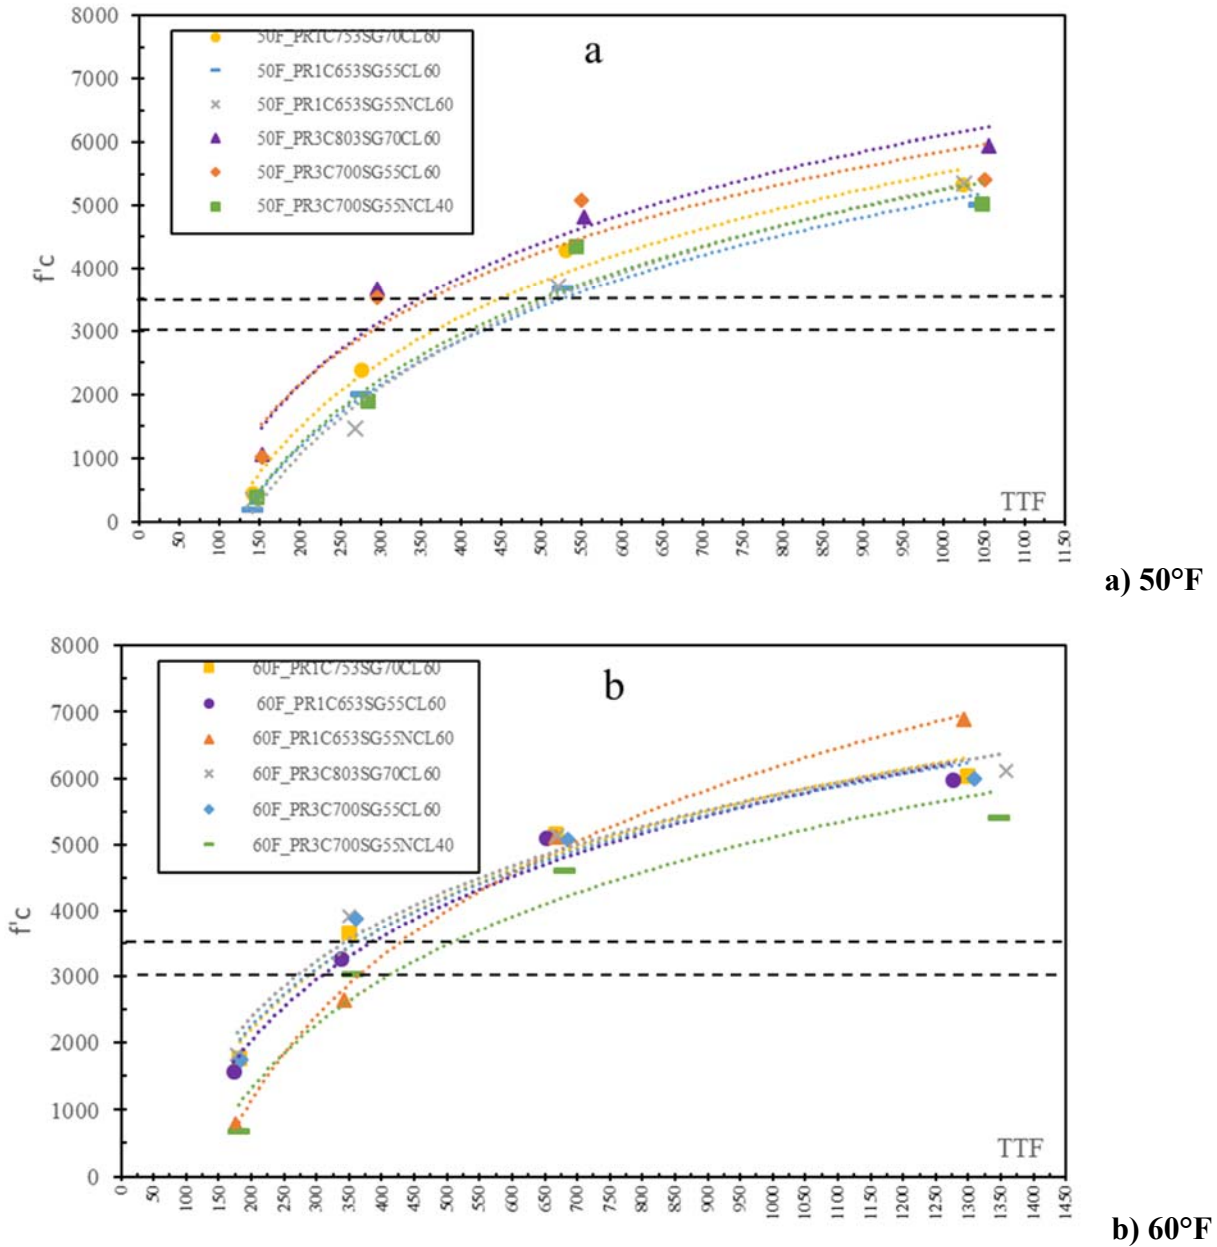 8000
a
50F_PR1C753SG70CL60
7000
50F_PR1C653SG55CL60
50F_PR1C653SG55NCL60
6000
50F_PR3C803SG70CL60
50F_PR3C700SG55CL60
5000
50F_PR3C700SG55NCL40
f'c
4000
3000
2000
1000
TTF
0
0 50 100 150 200 250 300 350 400 450 500 550 600 650 700 750 800 850 900 950 1000 1050 1100 1150
a) 50°F
8000
b
60F_PR1C753SG70CL60
7000
60F_PR1C653SG55CL60
60F_PR1C653SG55NCL60
6000
60F_PR3C803SG70CL60
60F_PR3C700SG55CL60
5000
60F_PR3C700SG55NCL40
f'c
4000
3000
2000
1000
TTF
0
0 50 100 150 200 250 300 350 400 450 500 550 600 650 700 750 800 850 900 950 1000 1050 1100 1150 1200 1250 1300 1350 1400 1450
b) 60°F